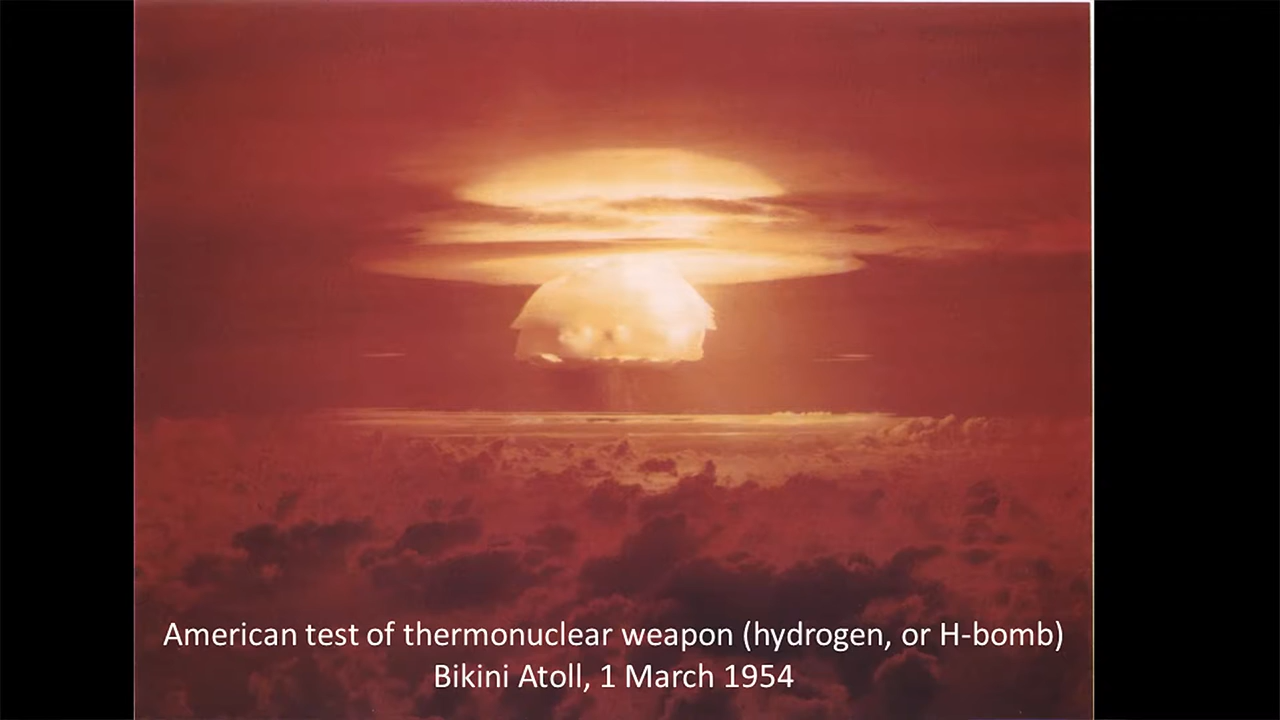 American test of thermonuclear weapon (hydrogen, or H-bomb)
Bikini Atoll, 1 March 1954